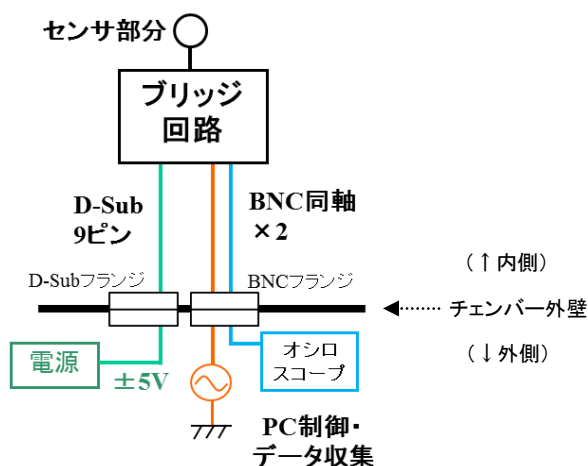 センサ部分
ブリッジ
回路
D-Sub
9ピン
BNC同軸
×2
D-Subフランジ
BNCフランジ
(↑内側)
チェンバー外壁
(↓外側)
電源
±5V
オシロ
スコープ
PC制御・
データ収集